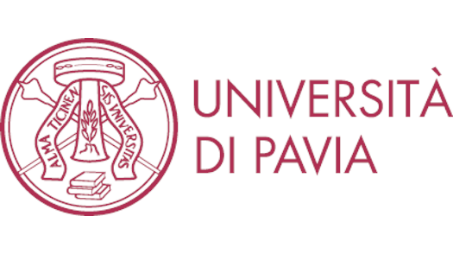 ALMA TICINEN
SIS UNIVERSITAS
UNIVERSITÀ
DI PAVIA